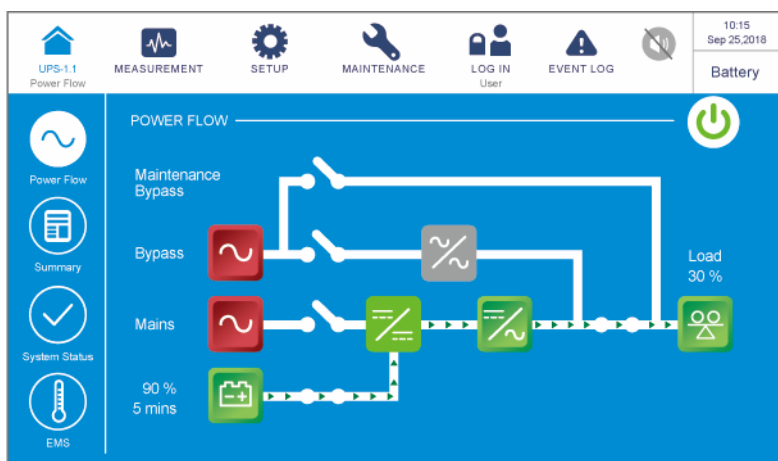 UPS-1.1
Power Flow
MEASUREMENT
SETUP
MAINTENANCE
LOG IN
User
EVENT LOG
10:15
Sep 25,2018
Battery
Power Flow
Summary
System Status
EMS
POWER FLOW
Maintenance
Bypass
Bypass
Mains
90 %
5 mins
Load
30 %